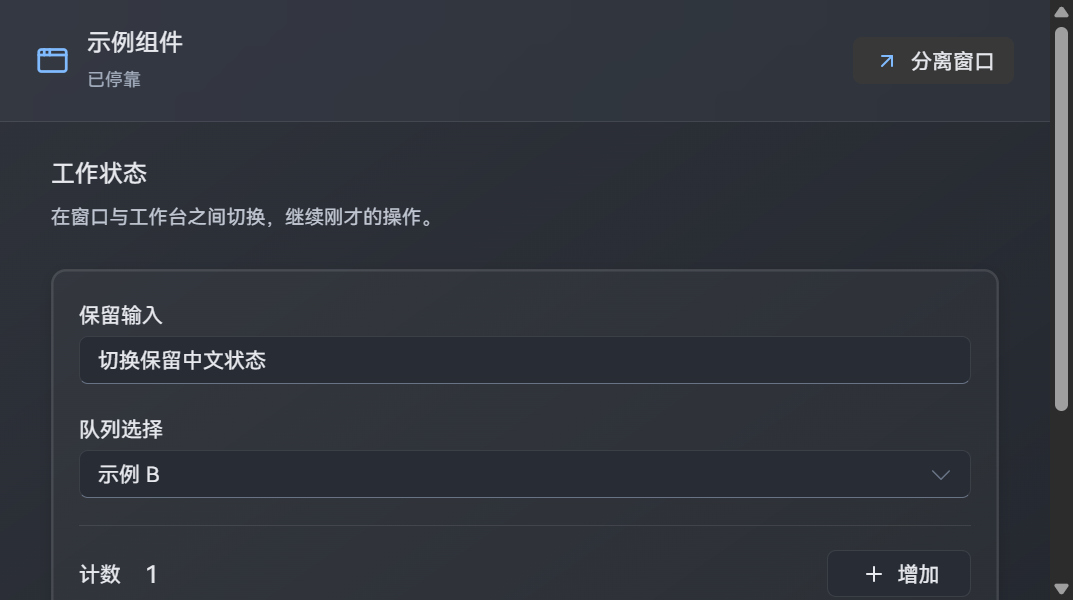 示例组件
已停靠
分离窗口
工作状态
在窗口与工作台之间切换，继续刚才的操作。
保留输入
切换保留中文状态
队列选择
示例 B
计数 1
增加